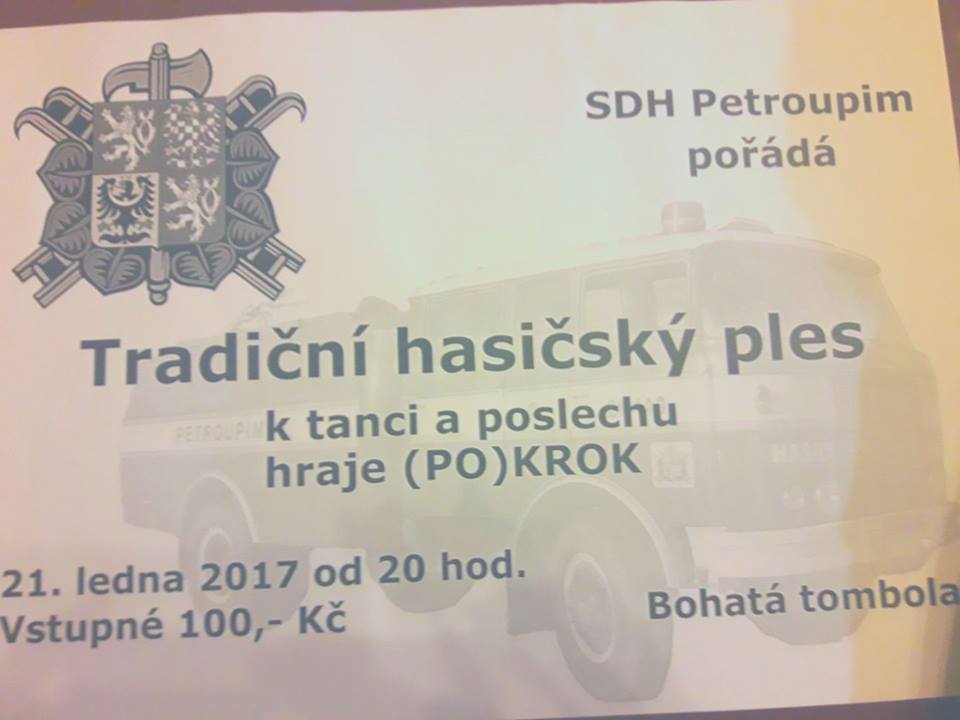 SDH Petroupim
pořádá
Tradiční hasičský ples
k tanci a poslechu
hraje (PO)KROK
PETROUPIM
21. ledna 2017 od 20 hod.
Vstupné 100,- Kč
Bohatá tombola